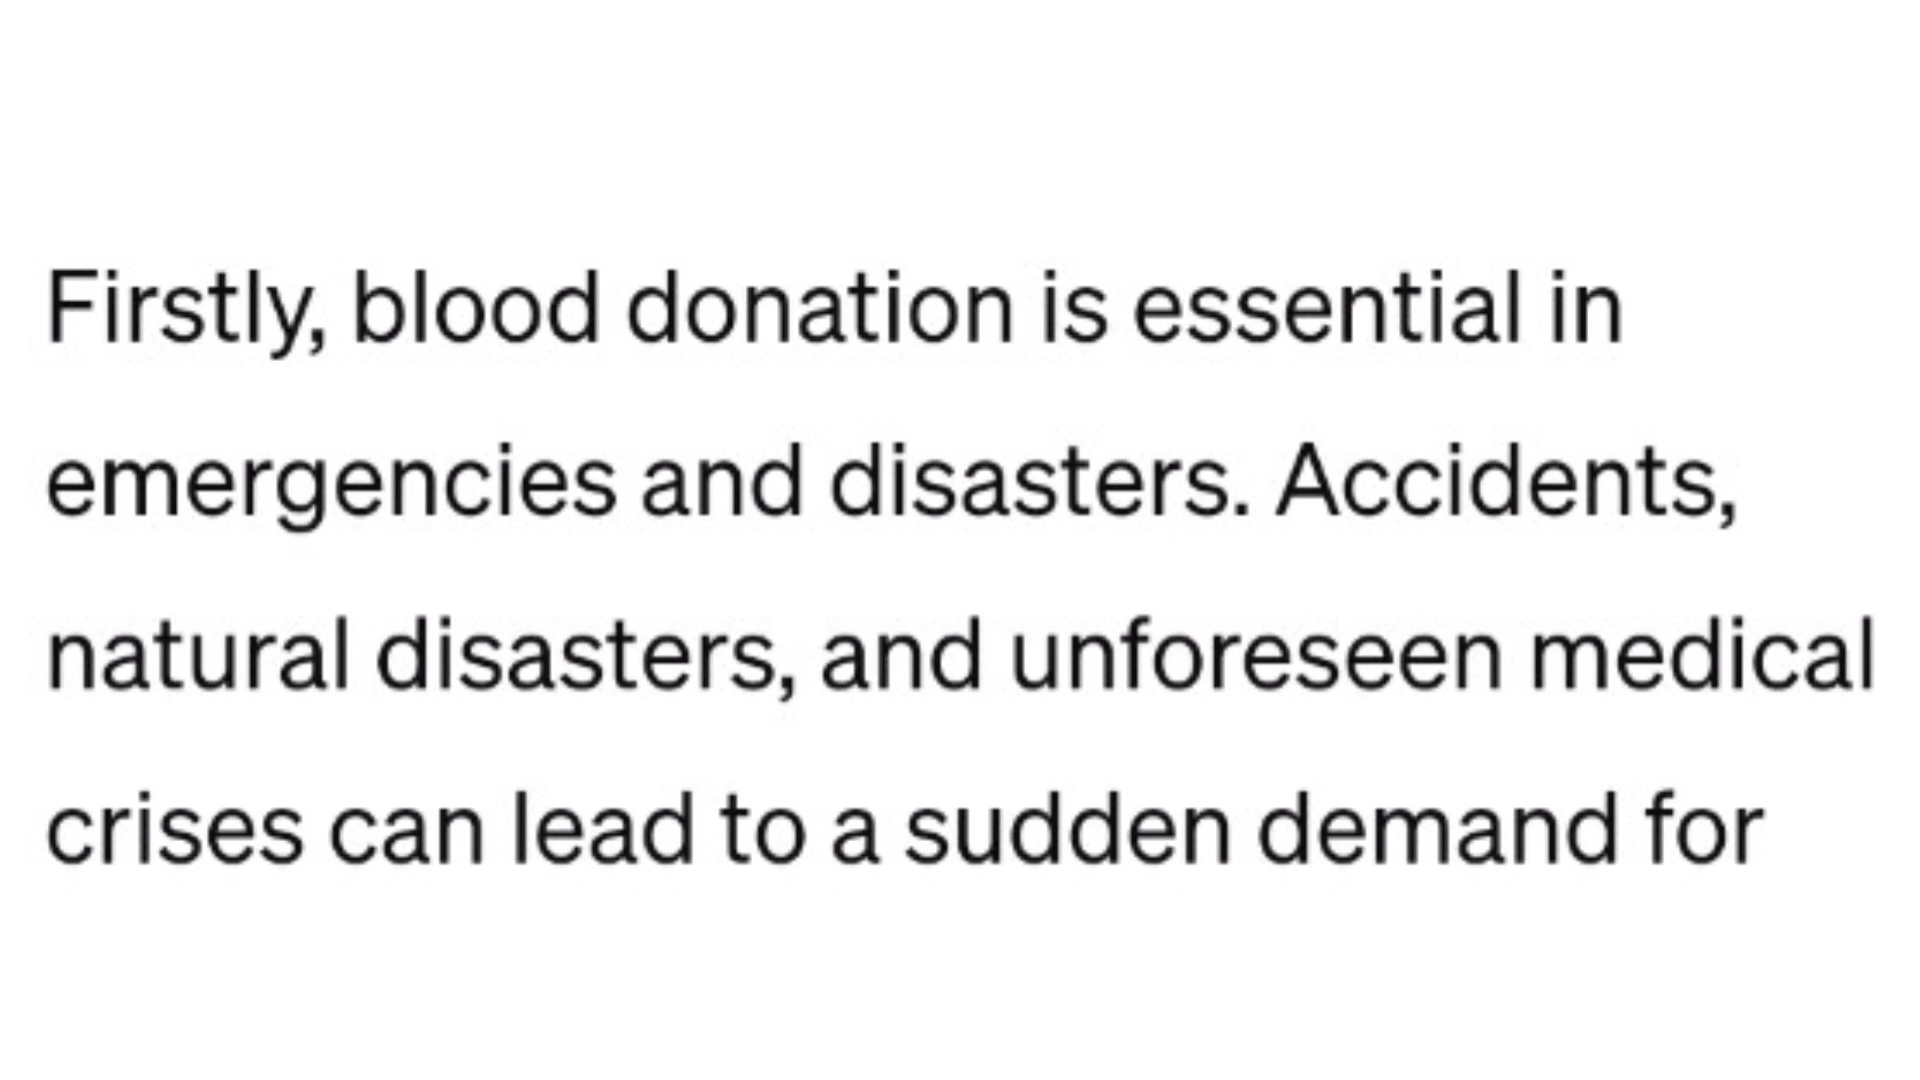 Firstly, blood donation is essential in
emergencies and disasters. Accidents,
natural disasters, and unforeseen medical
crises can lead to a sudden demand for